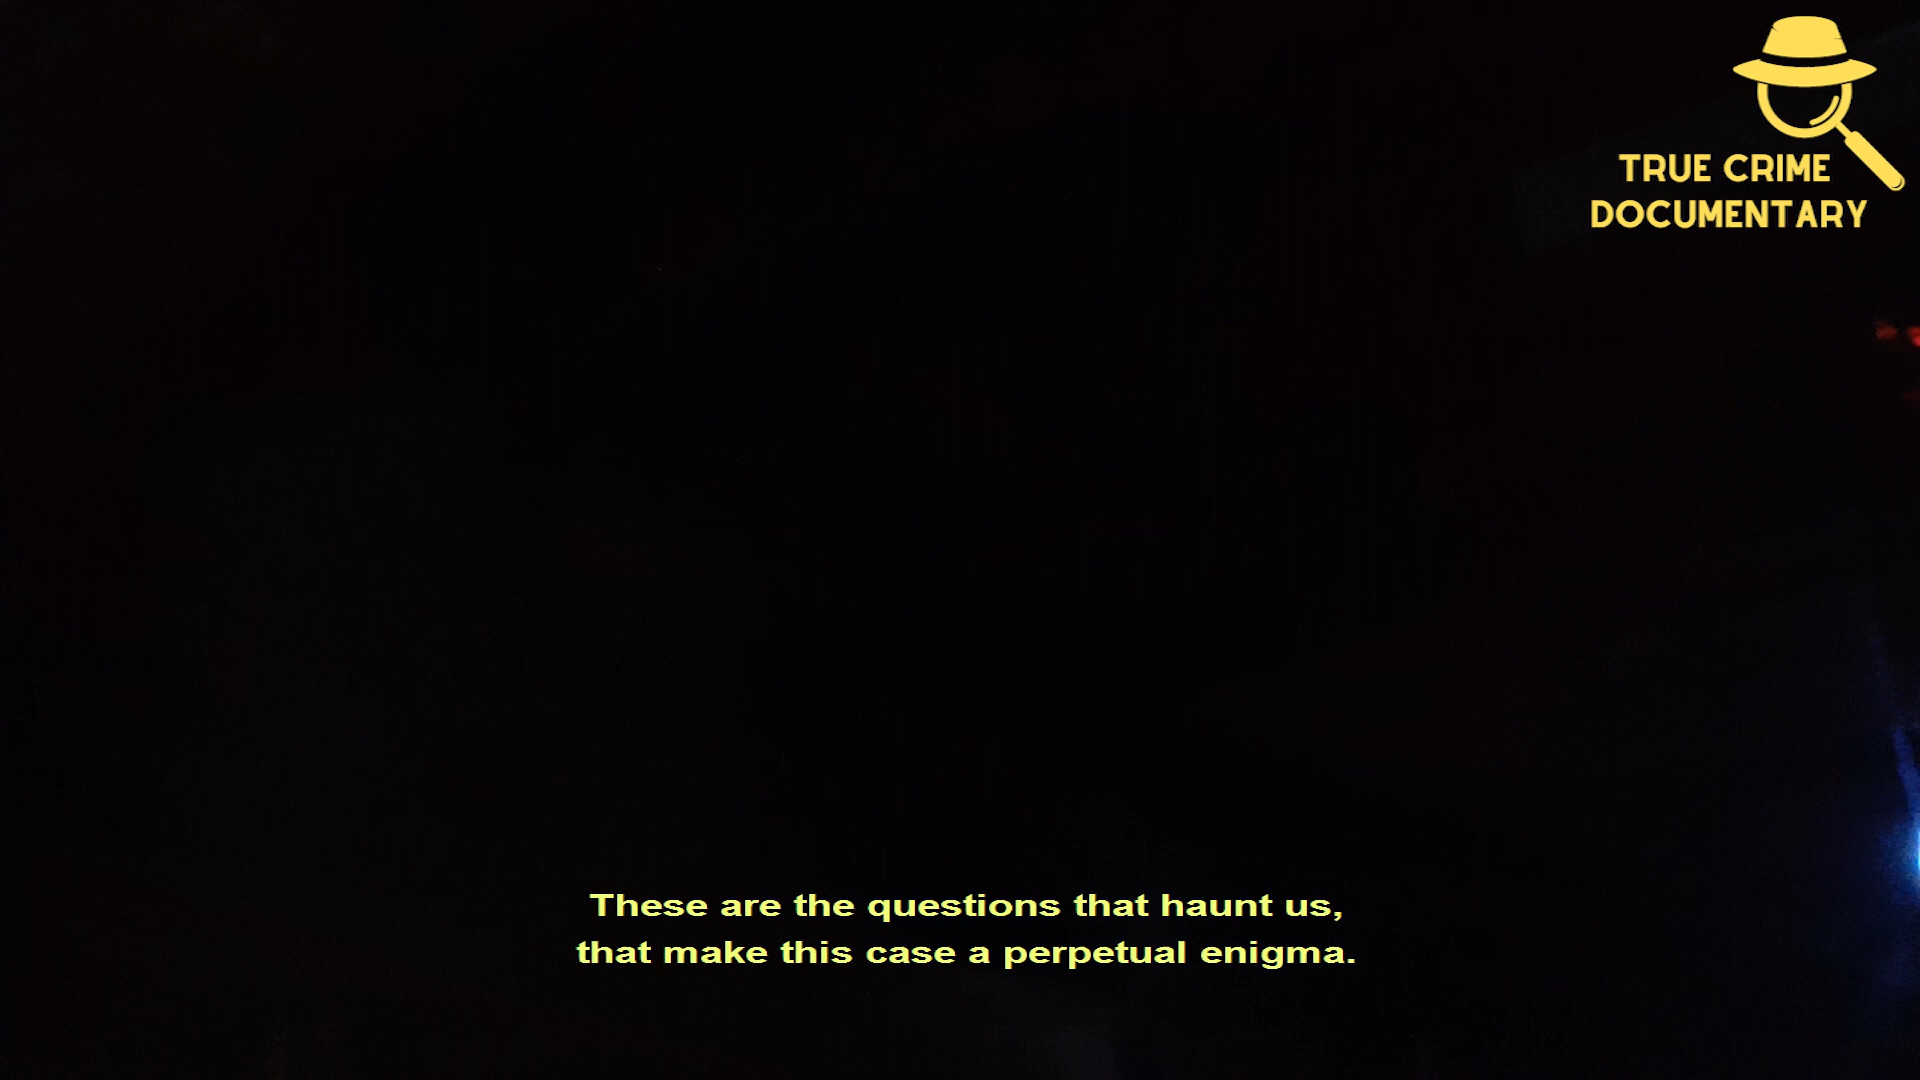 TRUE CRIME
DOCUMENTARY
These are the questions that haunt us,
that make this case a perpetual enigma.